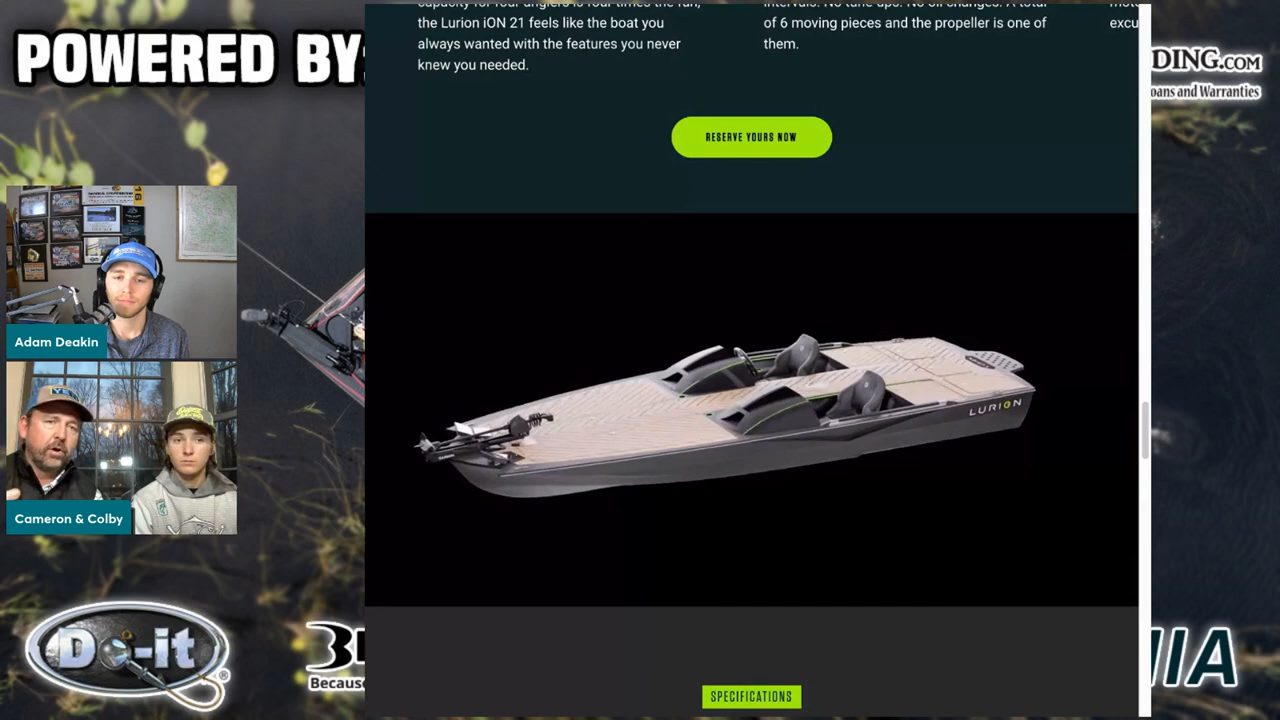 POWERED BY:
the Lurion iON 21 feels like the boat you
always wanted with the features you never
knew you needed.
of 6 moving pieces and the propeller is one of
them.
RESERVE YOURS NOW
DING.COM
oans and Warranties
Adam Deakin
LURION
YETI
Cameron & Colby
Do-it
®
Becaus
SPECIFICATIONS